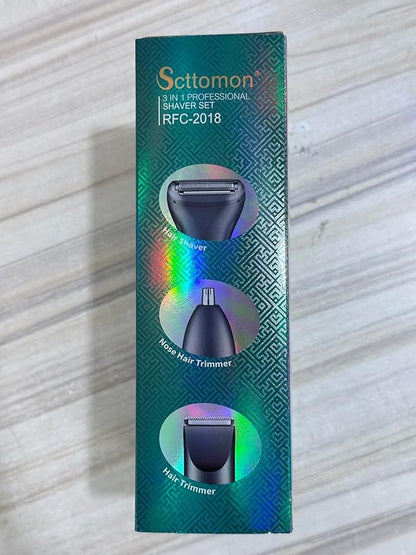 Scttomon®
3 IN 1 PROFESSIONAL
SHAVER SET
RFC-2018
Hair Shaver
Nose Hair Trimmer
Hair Trimmer